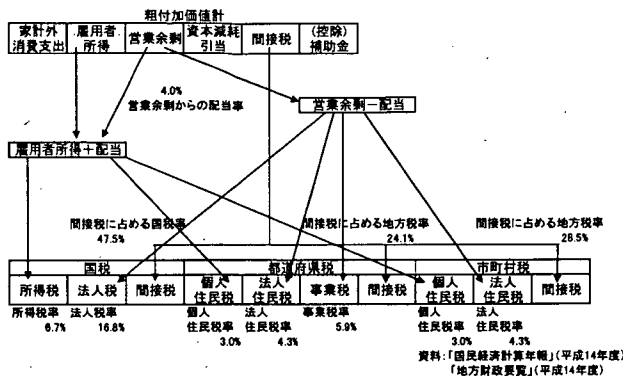 粗付加価値計
家計外 雇用者 営業余剰 資本減耗 間接税 (控除)
消費支出 所得 引当 補助金
4.0%
営業余剰からの配当率
営業余剰－配当
雇用者所得＋配当
間接税に占める国税率 間接税に占める地方税率 間接税に占める地方税率
47.5% 24.1% 28.5%
国税 都道府県税 市町村税
所得税 法人税 間接税 個人 法人 事業税 間接税 個人 法人 間接税
住民税 住民税 住民税 住民税
所得税率 法人税率 個人 法人 事業税率 個人 法人
6.7% 16.8% 住民税率 住民税率 5.9% 住民税率 住民税率
3.0% 4.3% 3.0% 4.3%
資料:「国民経済計算年報」(平成14年度)
「地方財政要覧」(平成14年度)